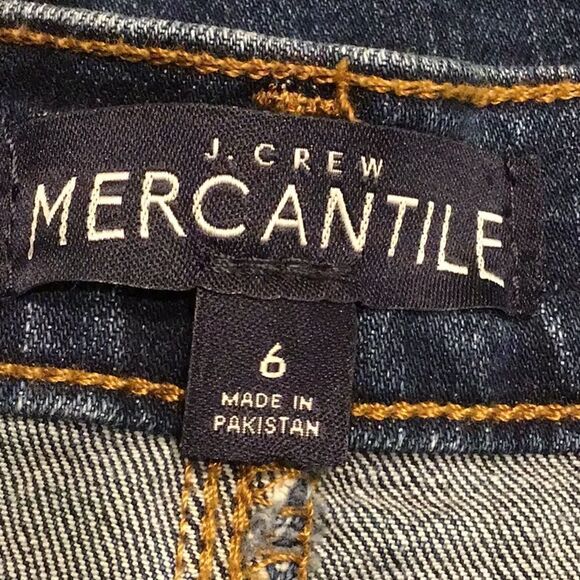 J. CREW
MERCANTILE
6
MADE IN
PAKISTAN